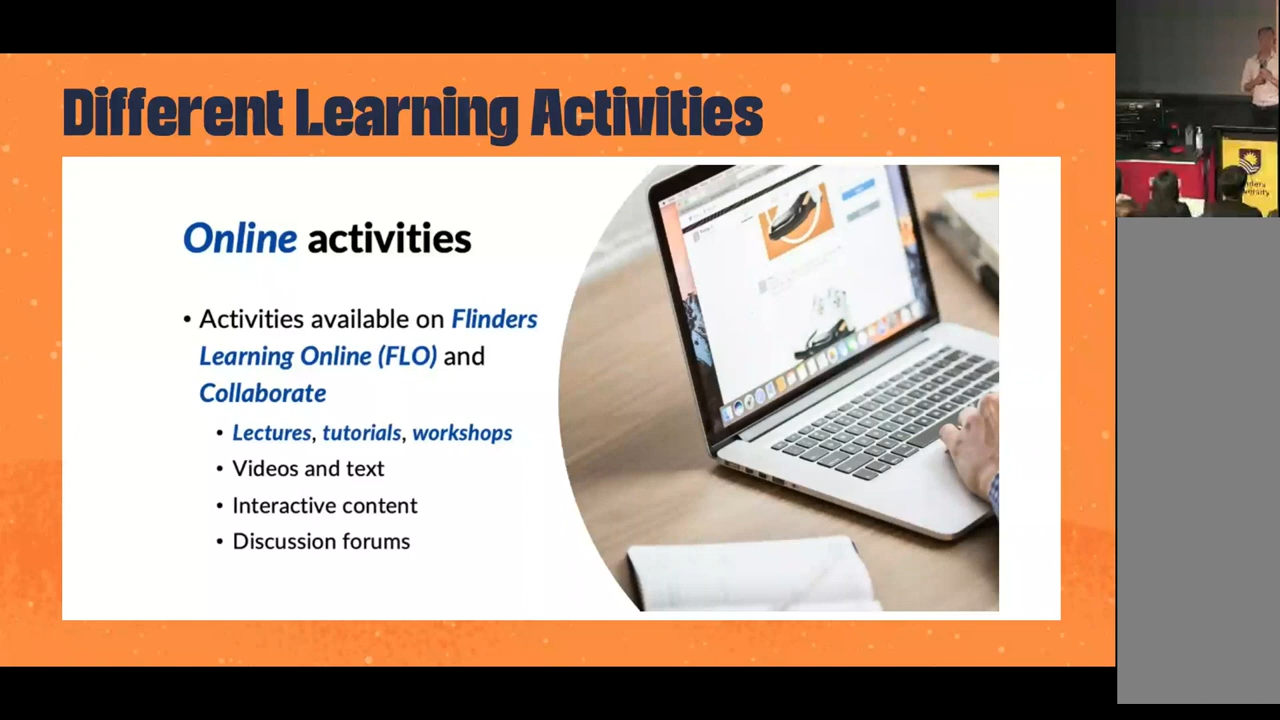 Different Learning Activities
Online activities
• Activities available on Flinders
Learning Online (FLO) and
Collaborate
• Lectures, tutorials, workshops
• Videos and text
• Interactive content
• Discussion forums